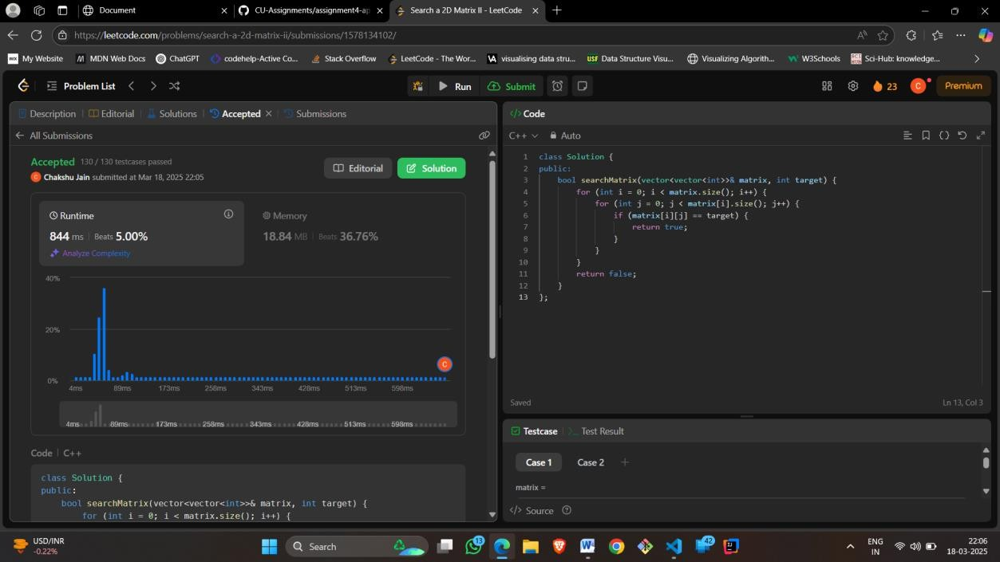 Document
CU-Assignments/assignment4-ap
Search a 2D Matrix II - LeetCode
https://leetcode.com/problems/search-a-2d-matrix-ii/submissions/1578134102/
My Website
MDN Web Docs
ChatGPT
codehelp-Active Co...
Stack Overflow
LeetCode - The Wor...
visualising data stru...
Data Structure Visu...
Visualizing Algorith...
W3Schools
Sci-Hub: knowledge...
Problem List
Run
Submit
23
C
Premium
Description
Editorial
Solutions
Accepted
Submissions
All Submissions
Accepted 130 / 130 testcases passed
Chakshu Jain submitted at Mar 18, 2025 22:05
Editorial
Solution
Runtime
844 ms | Beats 5.00%
Analyze Complexity
Memory
18.84 MB | Beats 36.76%
40%
20%
0%
C
4ms 89ms 173ms 258ms 343ms 428ms 513ms 598ms
4ms 89ms 173ms 258ms 343ms 428ms 513ms 598ms
Code | C++
class Solution {
public:
    bool searchMatrix(vector<vector<int>>& matrix, int target) {
        for (int i = 0; i < matrix.size(); i++) {
</> Code
C++
Auto
1 class Solution {
2 public:
3     bool searchMatrix(vector<vector<int>>& matrix, int target) {
4         for (int i = 0; i < matrix.size(); i++) {
5             for (int j = 0; j < matrix[i].size(); j++) {
6                 if (matrix[i][j] == target) {
7                     return true;
8                 }
9             }
10         }
11         return false;
12     }
13 };
Saved
Ln 13, Col 3
Testcase
Test Result
Case 1
Case 2
matrix =
</> Source
USD/INR
-0.22%
Search
13
42
ENG
IN
22:06
18-03-2025